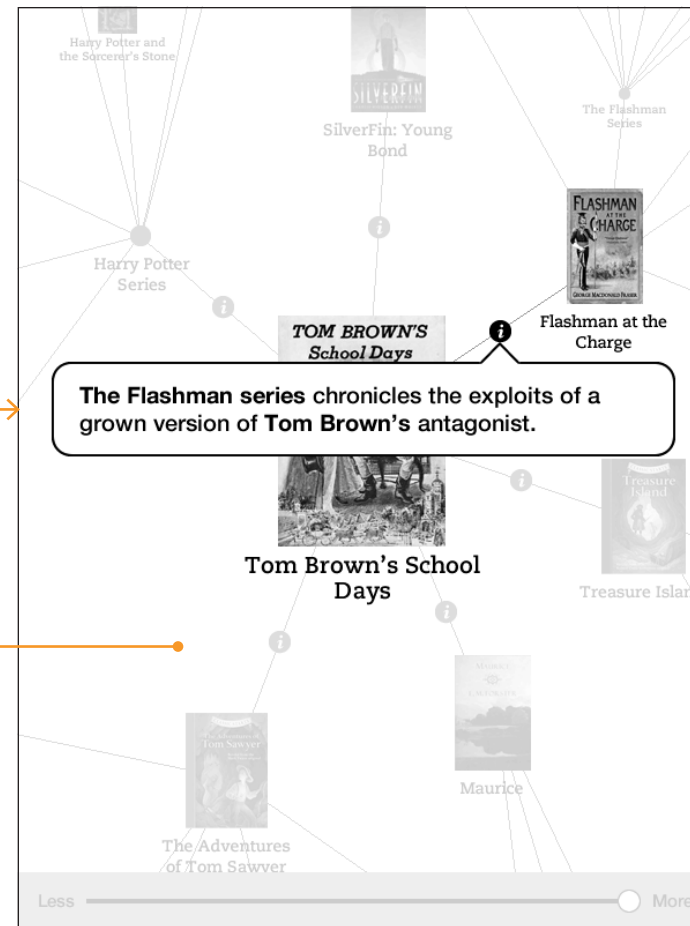 Harry Potter and
the Sorcerer's Stone
SILVERFIN
SilverFin: Young
Bond
The Flashman
Series
FLASHMAN
AT THE
CHARGE
GEORGE MACDONALD FRASER
Flashman at the
Charge
Harry Potter
Series
i
i
i
TOM BROWN'S
School Days
The Flashman series chronicles the exploits of a
grown version of Tom Brown's antagonist.
i
Treasure
Island
Treasure Islan
Tom Brown's School
Days
i
i
MAURICE
Maurice
The Adventures of
Tom Sawyer
The Adventures
of Tom Sawyer
Less
More